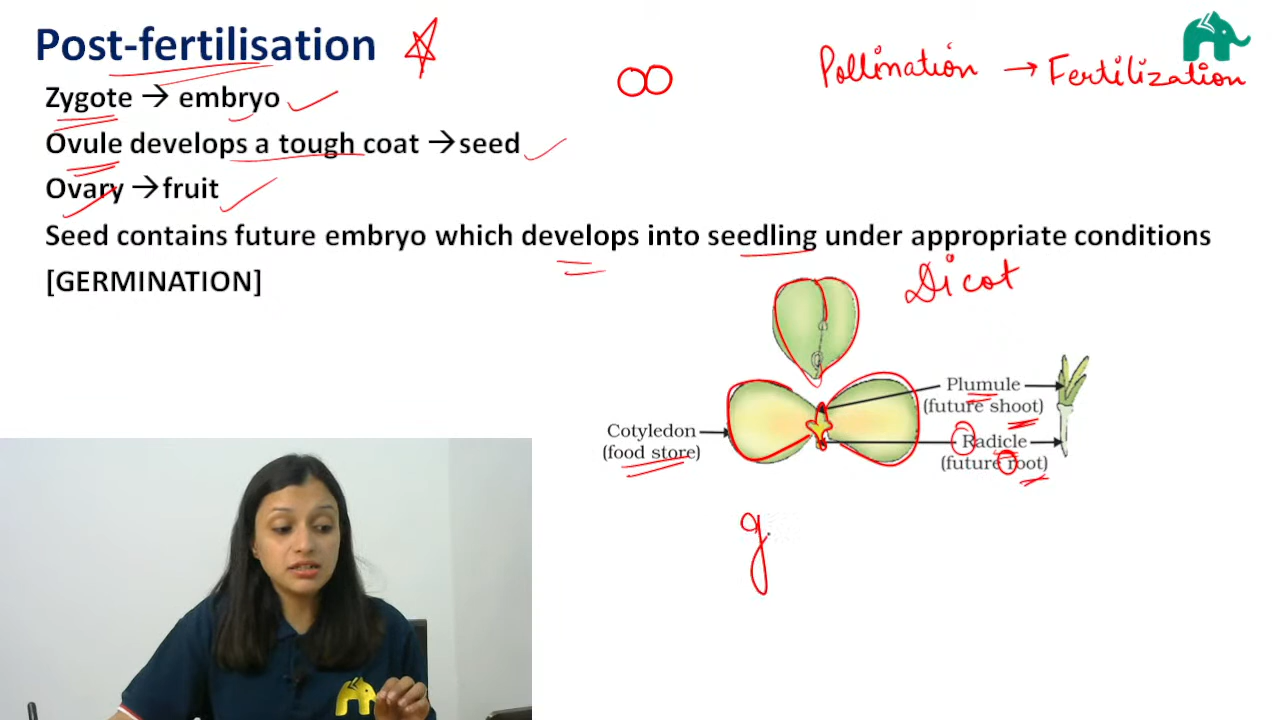 Post-fertilisation
Pollination → Fertilization
Zygote → embryo
Ovule develops a tough coat →seed
Ovary →fruit
Seed contains future embryo which develops into seedling under appropriate conditions
[GERMINATION]
Dicot
Plumule
(future shoot)
Cotyledon
(food store)
Radicle
(future root)
g